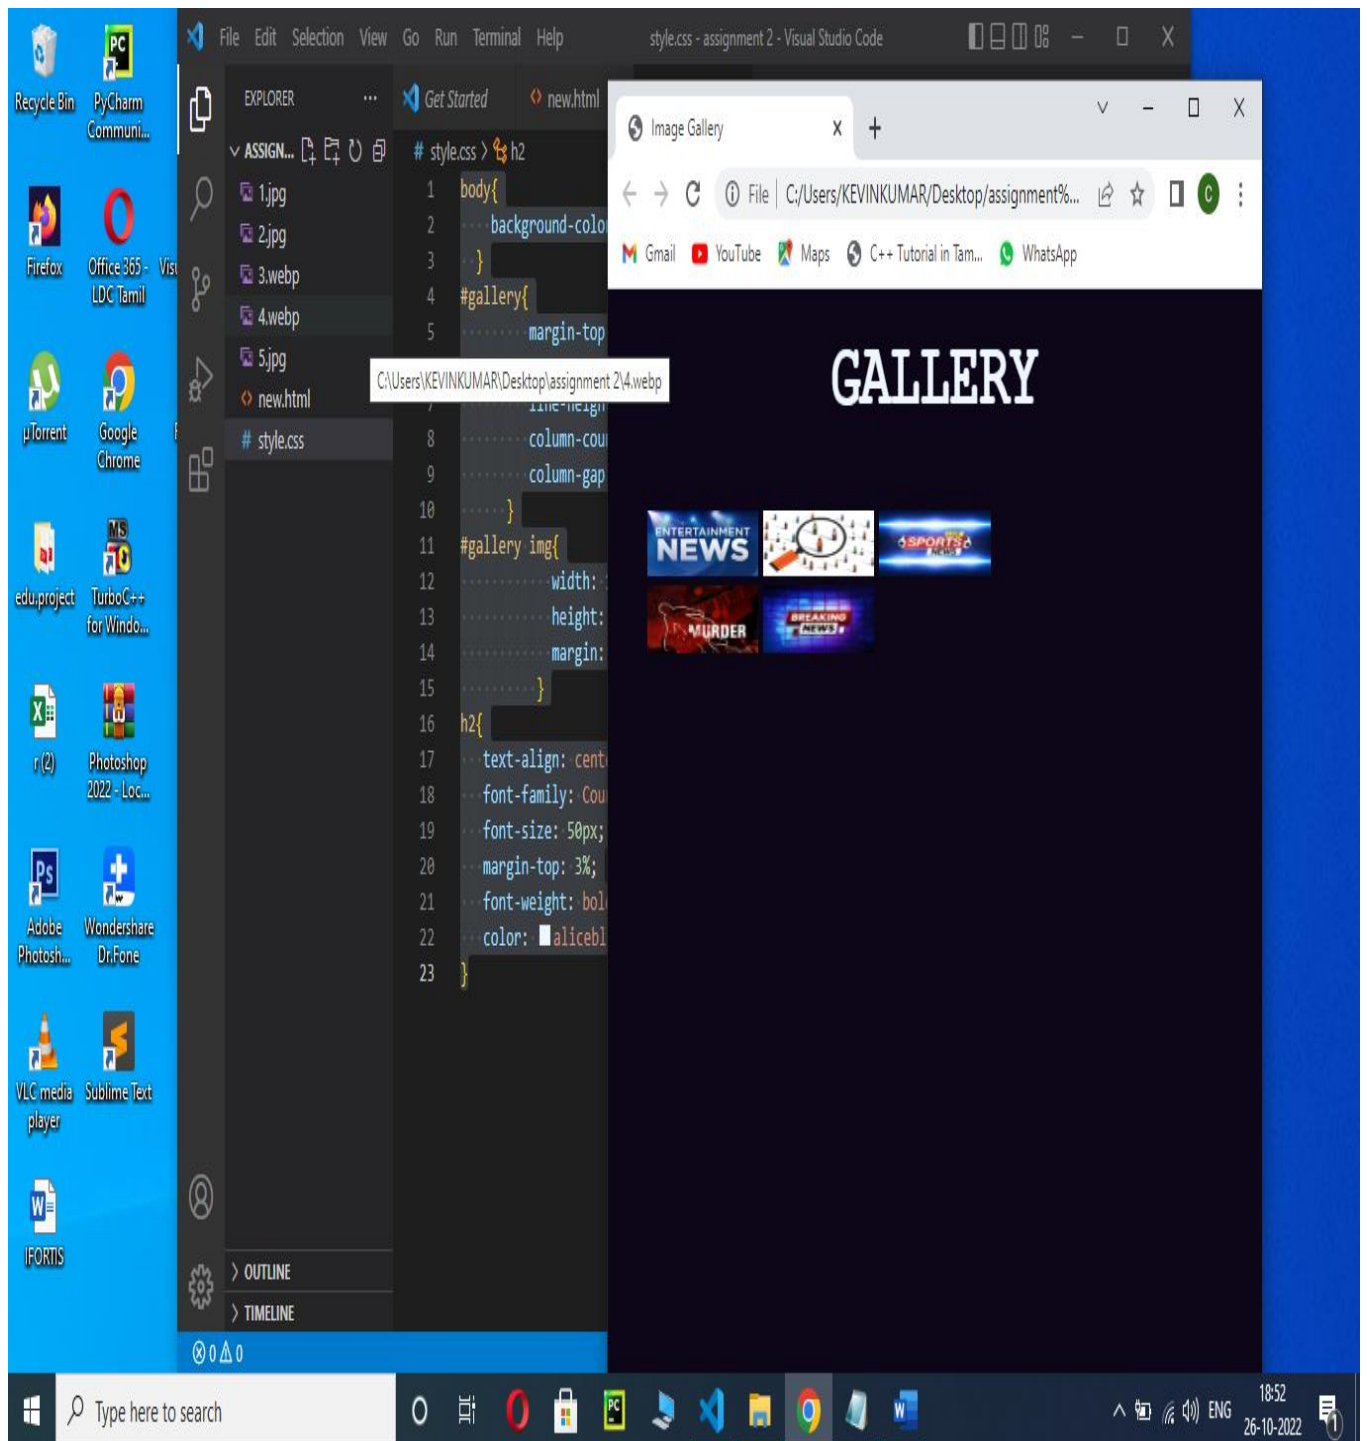 Recycle Bin
PyCharm
Communi...
Firefox
Office 365 -
LDC Tamil
µTorrent
Google
Chrome
edu.project
TurboC++
for Windo...
r (2)
Photoshop
2022 - Loc...
Adobe
Photosh...
Wondershare
Dr.Fone
VLC media
player
Sublime Text
IFORTIS
File Edit Selection View Go Run Terminal Help
style.css - assignment 2 - Visual Studio Code
EXPLORER
ASSIGN...
1.jpg
2.jpg
3.webp
4.webp
5.jpg
new.html
# style.css
OUTLINE
TIMELINE
0 0
Get Started
new.html
# style.css > h2
1 body{
2 background-colo
3 }
4 #gallery{
5 margin-top
C:\Users\KEVINKUMAR\Desktop\assignment 2\4.webp
7 line-heigh
8 column-cou
9 column-gap
10 }
11 #gallery img{
12 width:
13 height:
14 margin:
15 }
16 h2{
17 text-align: cent
18 font-family: Cou
19 font-size: 50px;
20 margin-top: 3%;
21 font-weight: bol
22 color: alicebl
23 }
Image Gallery
File C:/Users/KEVINKUMAR/Desktop/assignment%...
C
Gmail YouTube Maps C++ Tutorial in Tam... WhatsApp
GALLERY
ENTERTAINMENT
NEWS
SPORTS
NEWS
MURDER
BREAKING
NEWS
Type here to search
ENG
18:52
26-10-2022
1